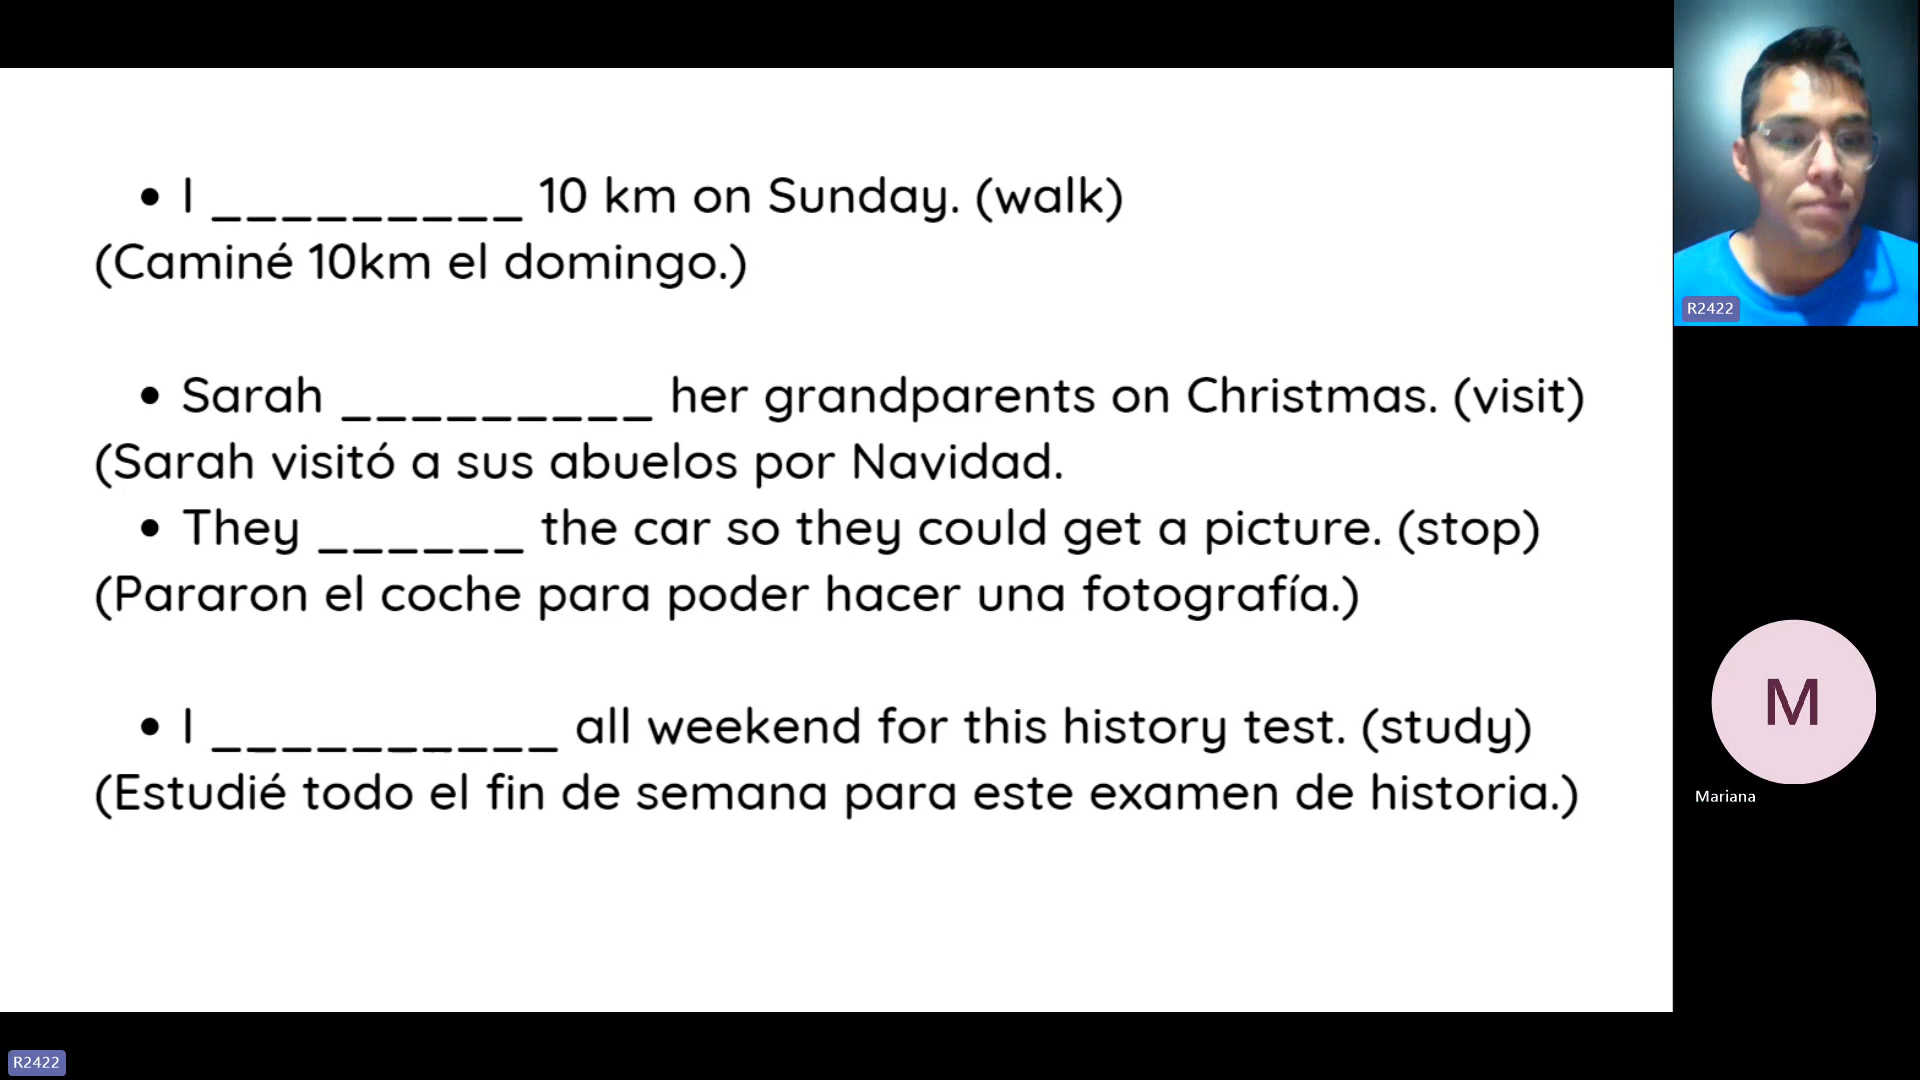 • I _________ 10 km on Sunday. (walk)
(Caminé 10km el domingo.)
• Sarah _________ her grandparents on Christmas. (visit)
(Sarah visitó a sus abuelos por Navidad.
• They ______ the car so they could get a picture. (stop)
(Pararon el coche para poder hacer una fotografía.)
• I __________ all weekend for this history test. (study)
(Estudié todo el fin de semana para este examen de historia.)
R2422
M
Mariana
R2422